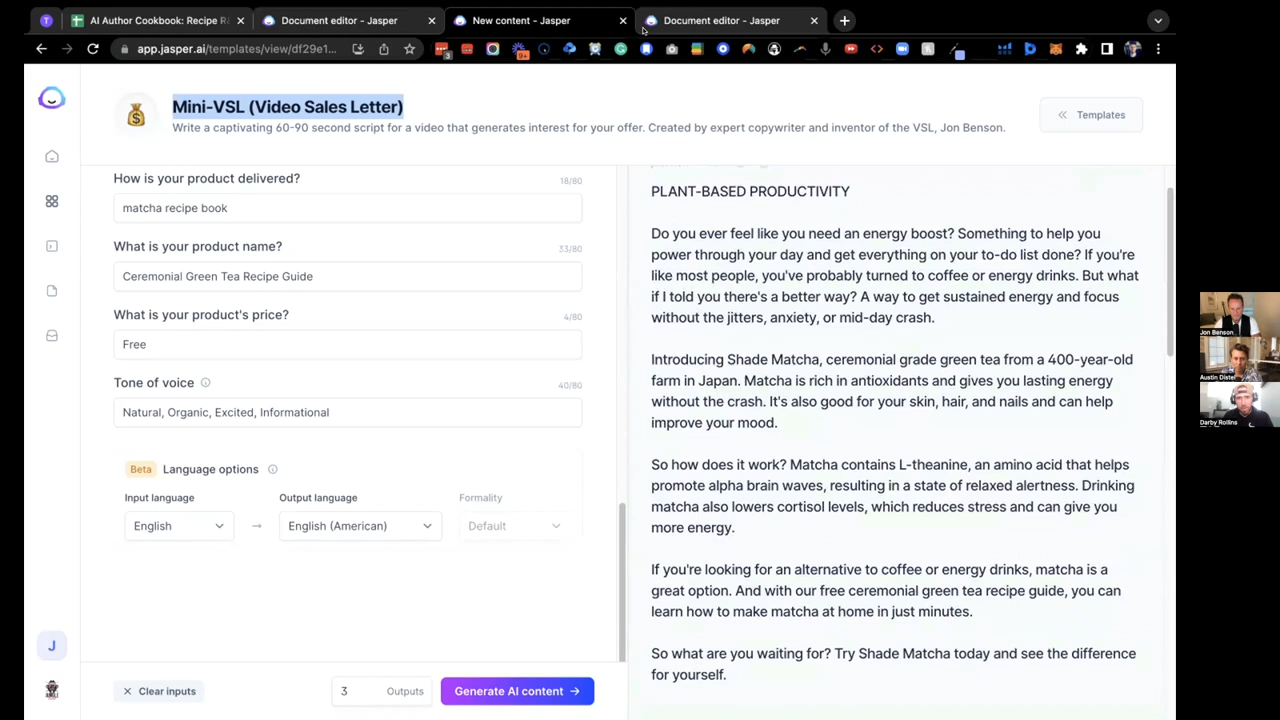 T
AI Author Cookbook: Recipe R
Document editor - Jasper
New content - Jasper
Document editor - Jasper
app.jasper.ai/templates/view/df29e1...
Mini-VSL (Video Sales Letter)
Write a captivating 60-90 second script for a video that generates interest for your offer. Created by expert copywriter and inventor of the VSL, Jon Benson.
Templates
How is your product delivered?
18/80
matcha recipe book
What is your product name?
33/80
Ceremonial Green Tea Recipe Guide
What is your product's price?
4/80
Free
Tone of voice
40/80
Natural, Organic, Excited, Informational
Beta Language options
Input language
Output language
Formality
English
English (American)
Default
Clear inputs
3 Outputs
Generate AI content
J
PLANT-BASED PRODUCTIVITY
Do you ever feel like you need an energy boost? Something to help you
power through your day and get everything on your to-do list done? If you're
like most people, you've probably turned to coffee or energy drinks. But what
if I told you there's a better way? A way to get sustained energy and focus
without the jitters, anxiety, or mid-day crash.
Introducing Shade Matcha, ceremonial grade green tea from a 400-year-old
farm in Japan. Matcha is rich in antioxidants and gives you lasting energy
without the crash. It's also good for your skin, hair, and nails and can help
improve your mood.
So how does it work? Matcha contains L-theanine, an amino acid that helps
promote alpha brain waves, resulting in a state of relaxed alertness. Drinking
matcha also lowers cortisol levels, which reduces stress and can give you
more energy.
If you're looking for an alternative to coffee or energy drinks, matcha is a
great option. And with our free ceremonial green tea recipe guide, you can
learn how to make matcha at home in just minutes.
So what are you waiting for? Try Shade Matcha today and see the difference
for yourself.
Jon Benson
Austin Distel
Darby Rollins